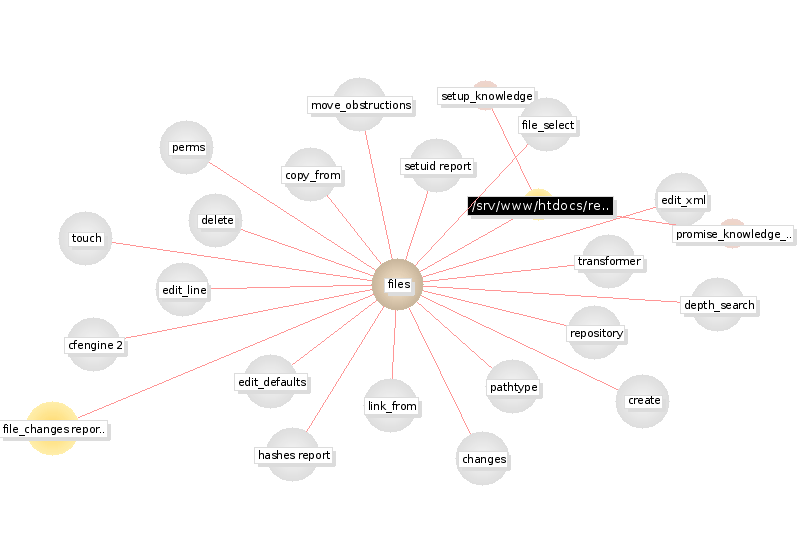 setup_knowledge
move_obstructions
file_select
perms
setuid report
copy_from
edit_xml
/srv/www/htdocs/re..
delete
promise_knowledge_..
touch
transformer
files
edit_line
depth_search
repository
cfengine 2
edit_defaults
pathtype
create
link_from
file_changes repor..
hashes report
changes